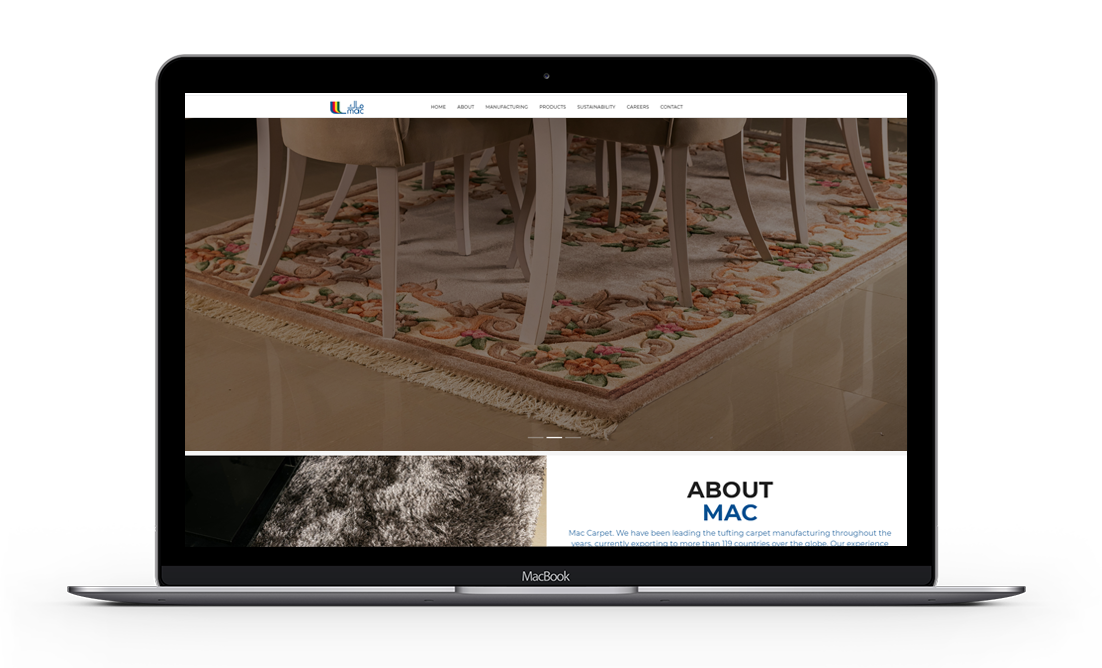 ماك
mac
HOME ABOUT MANUFACTURING PRODUCTS SUSTAINABILITY CAREERS CONTACT
ABOUT
MAC
Mac Carpet. We have been leading the tufting carpet manufacturing throughout the
years, currently exporting to more than 119 countries over the globe. Our experience
MacBook